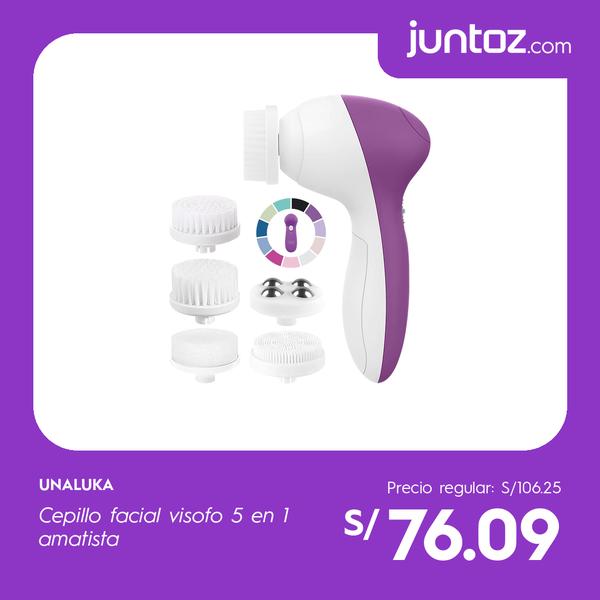 juntoz.com
UNALUKA
Cepillo facial visofo 5 en 1
amatista
Precio regular: S/106.25
S/76.09